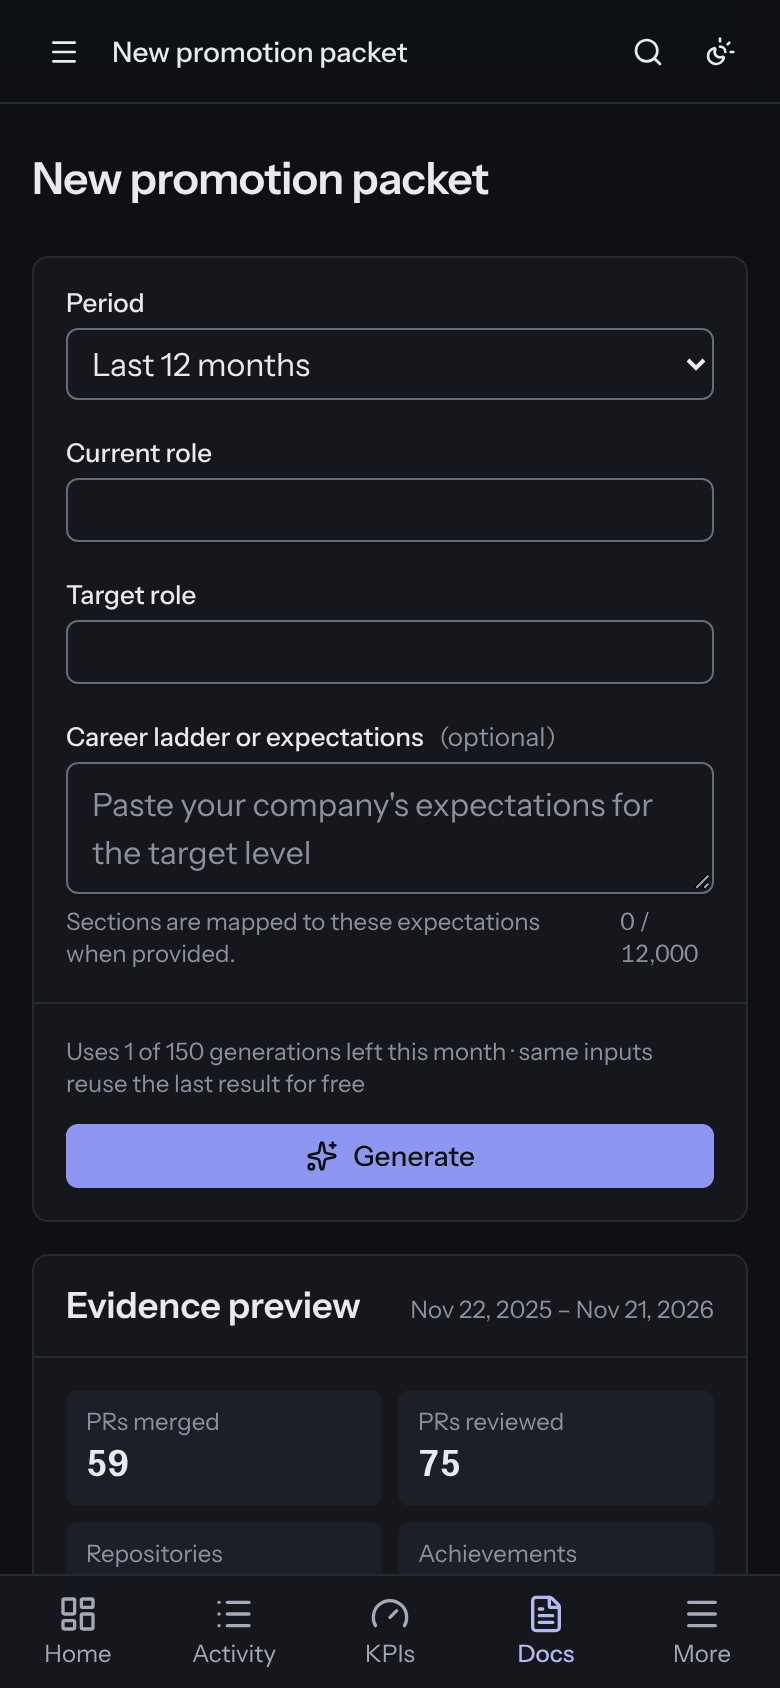 New promotion packet
New promotion packet
Period
Last 12 months
Current role
Target role
Career ladder or expectations (optional)
Paste your company's expectations for
the target level
Sections are mapped to these expectations
when provided.
0 /
12,000
Uses 1 of 150 generations left this month · same inputs
reuse the last result for free
Generate
Evidence preview
Nov 22, 2025 – Nov 21, 2026
PRs merged
59
PRs reviewed
75
Repositories
Achievements
Home
Activity
KPIs
Docs
More